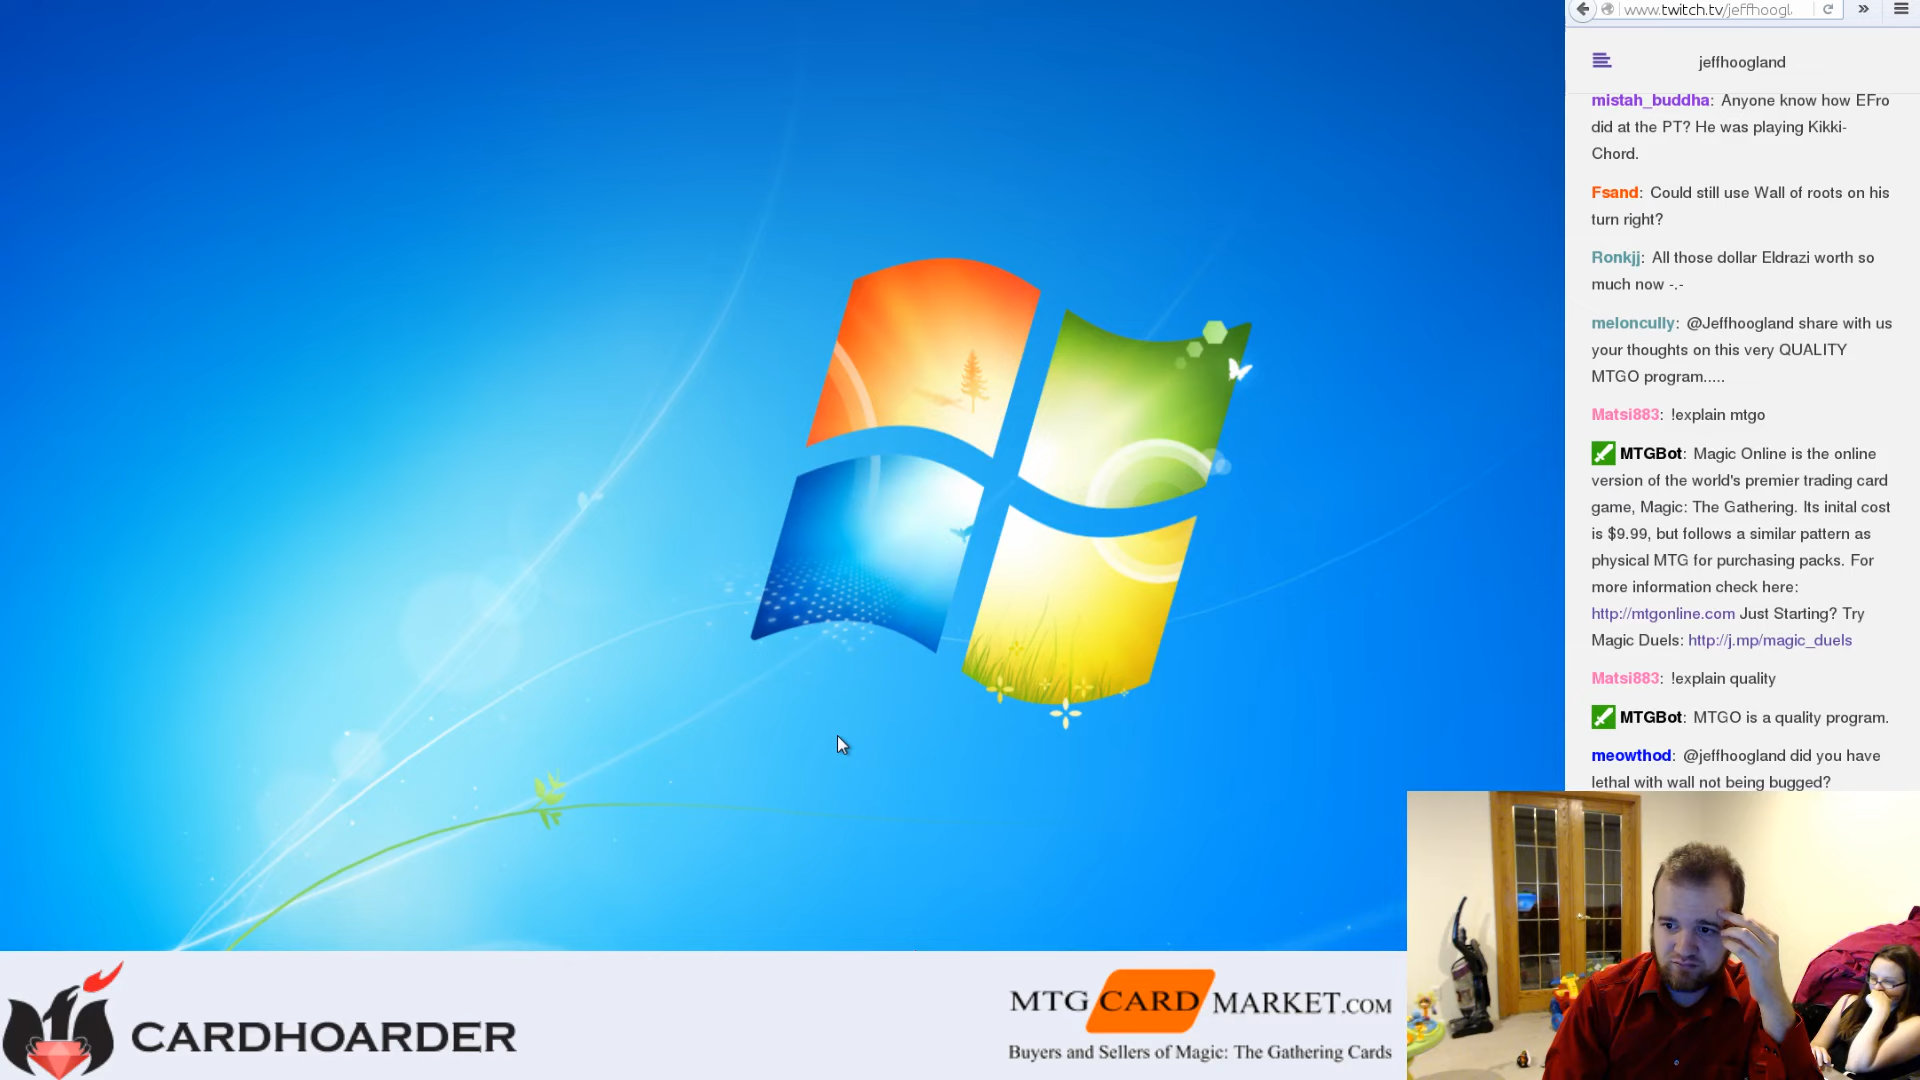 www.twitch.tv/jeffhoogl
jeffhoogland
mistah_buddha: Anyone know how EFro
did at the PT? He was playing Kikki-
Chord.
Fsand: Could still use Wall of roots on his
turn right?
Ronkjj: All those dollar Eldrazi worth so
much now -.-
meloncully: @Jeffhoogland share with us
your thoughts on this very QUALITY
MTGO program.....
Matsi883: !explain mtgo
MTGBot: Magic Online is the online
version of the world's premier trading card
game, Magic: The Gathering. Its inital cost
is $9.99, but follows a similar pattern as
physical MTG for purchasing packs. For
more information check here:
http://mtgonline.com Just Starting? Try
Magic Duels: http://j.mp/magic_duels
Matsi883: !explain quality
MTGBot: MTGO is a quality program.
meowthod: @jeffhoogland did you have
lethal with wall not being bugged?
CARDHOARDER
MTG CARD MARKET.COM
Buyers and Sellers of Magic: The Gathering Cards